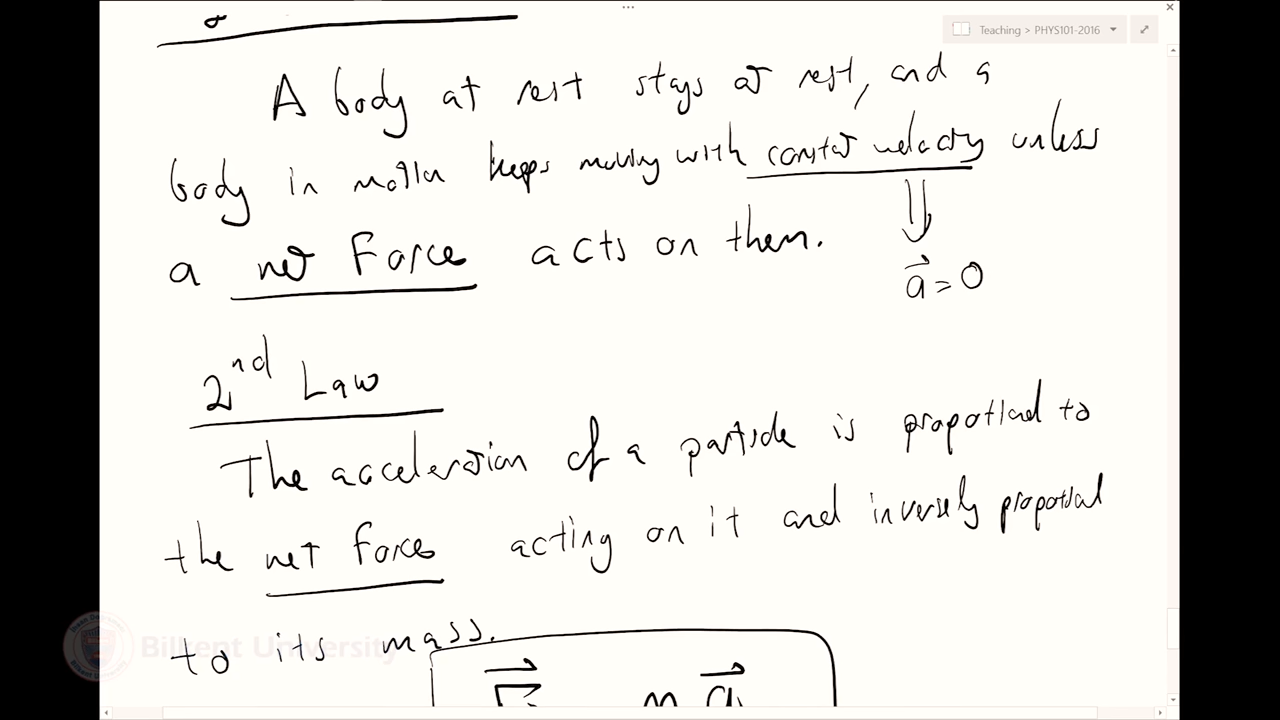 Teaching > PHYS101-2016
A body at rest stays at rest, and a
body in motion keeps moving with constant velocity unless
a net Force acts on them.
a⃗ = 0
2nd Law
The acceleration of a particle is proportional to
the net force acting on it and inversely proportional
to its mass.
Bilkent University
m a⃗